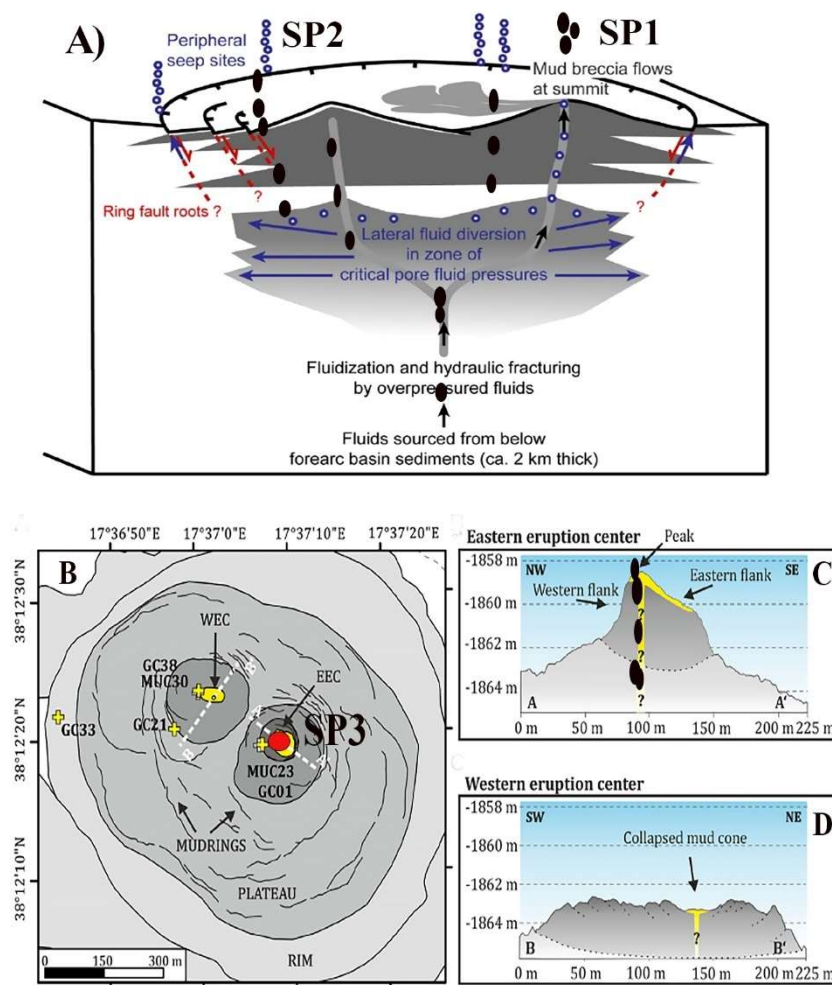 A)
SP2
SP1
Peripheral
seep sites
Mud breccia flows
at summit
Ring fault roots ?
?
?
Lateral fluid diversion
in zone of
critical pore fluid pressures
Fluidization and hydraulic fracturing
by overpressured fluids
Fluids sourced from below
forearc basin sediments (ca. 2 km thick)
17°36'50"E 17°37'0"E 17°37'10"E 17°37'20"E
38°12'30"N
38°12'20"N
38°12'10"N
B
WEC
GC38
MUC30
B'
EEC
GC33
GC21
B
A
SP3
A'
MUC23
GC01
MUDRINGS
PLATEAU
RIM
0 150 300 m
Eastern eruption center
Peak
C
-1858 m
NW
SE
Western flank
Eastern flank
-1860 m
-1862 m
-1864 m
?
?
?
?
A
A'
0 m 50 m 100 m 150 m 200 m 225 m
Western eruption center
-1858 m
SW
NE
D
-1860 m
Collapsed mud cone
-1862 m
-1864 m
?
B
B'
0 m 50 m 100 m 150 m 200 m 225 m